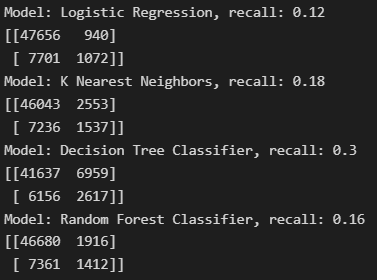 Model: Logistic Regression, recall: 0.12
[[47656   940]
 [ 7701  1072]]
Model: K Nearest Neighbors, recall: 0.18
[[46043  2553]
 [ 7236  1537]]
Model: Decision Tree Classifier, recall: 0.3
[[41637  6959]
 [ 6156  2617]]
Model: Random Forest Classifier, recall: 0.16
[[46680  1916]
 [ 7361  1412]]